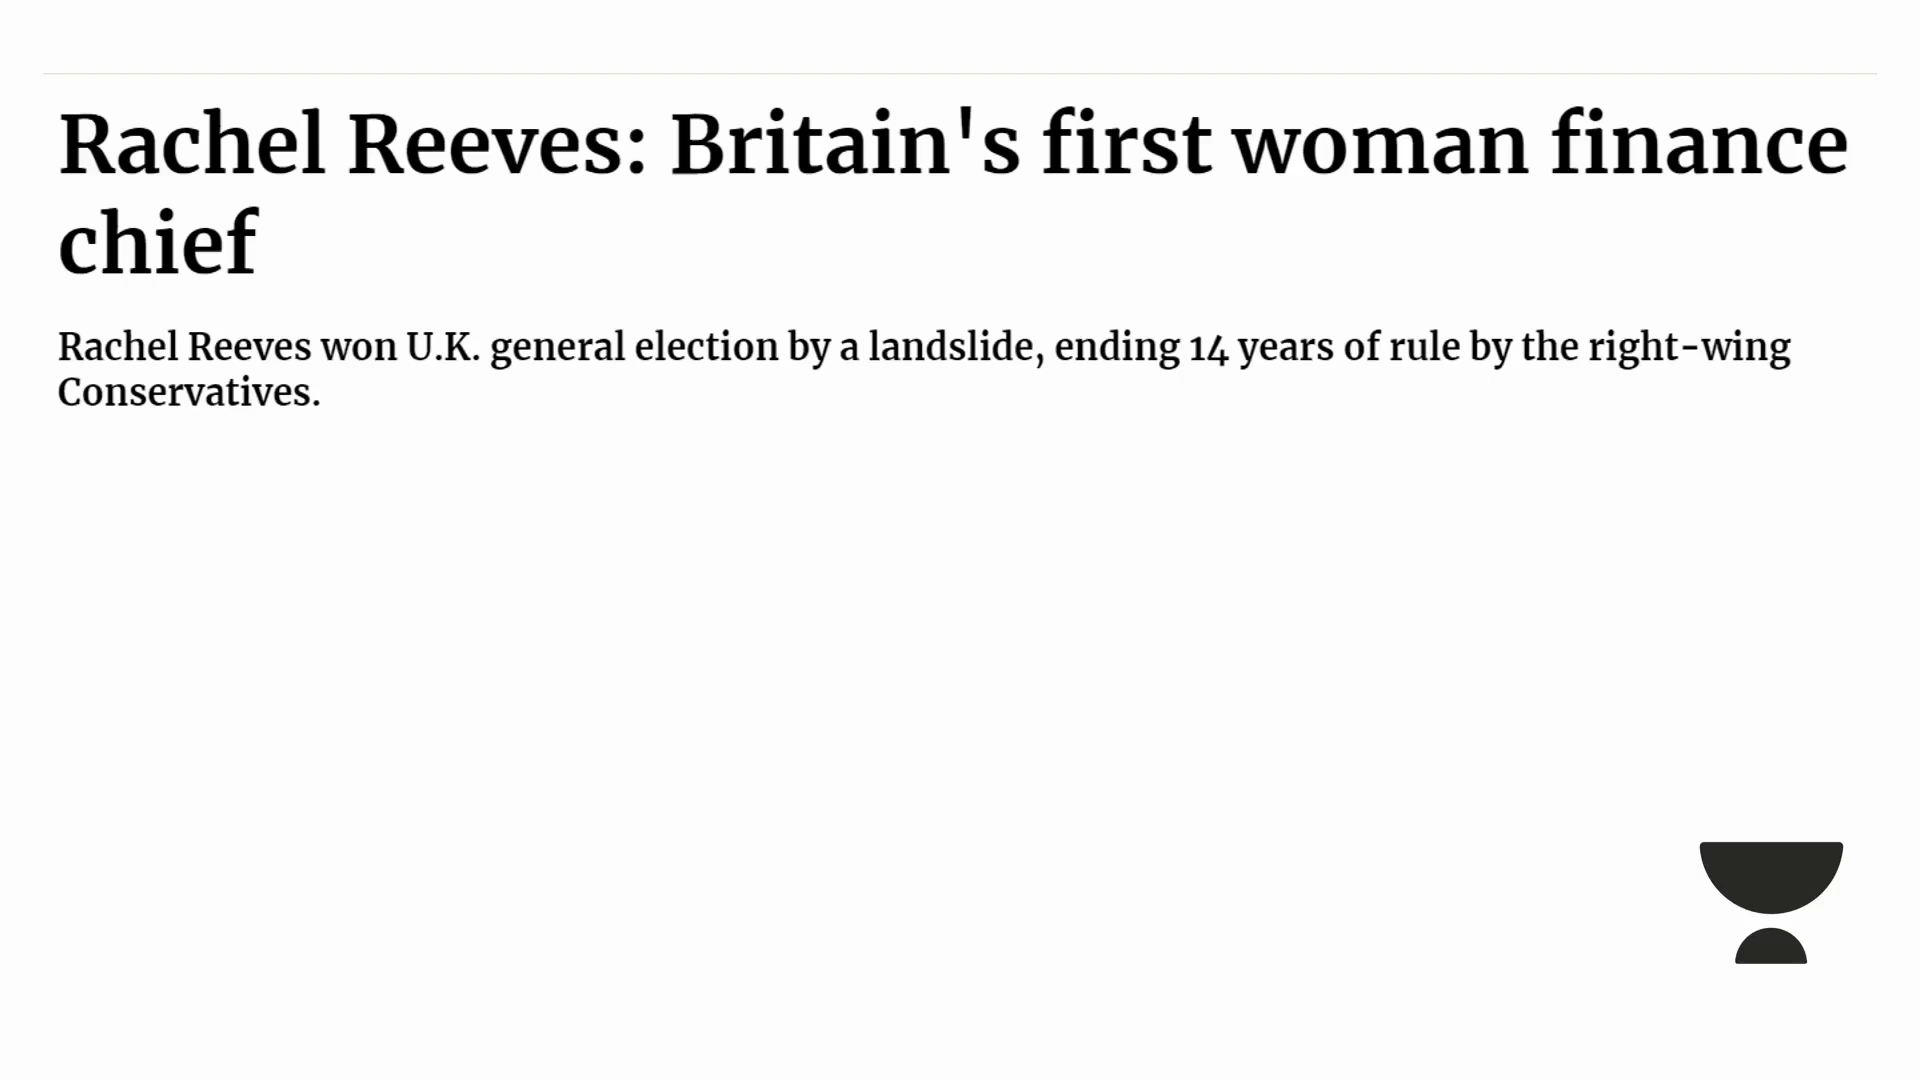 Rachel Reeves: Britain's first woman finance
chief
Rachel Reeves won U.K. general election by a landslide, ending 14 years of rule by the right-wing
Conservatives.